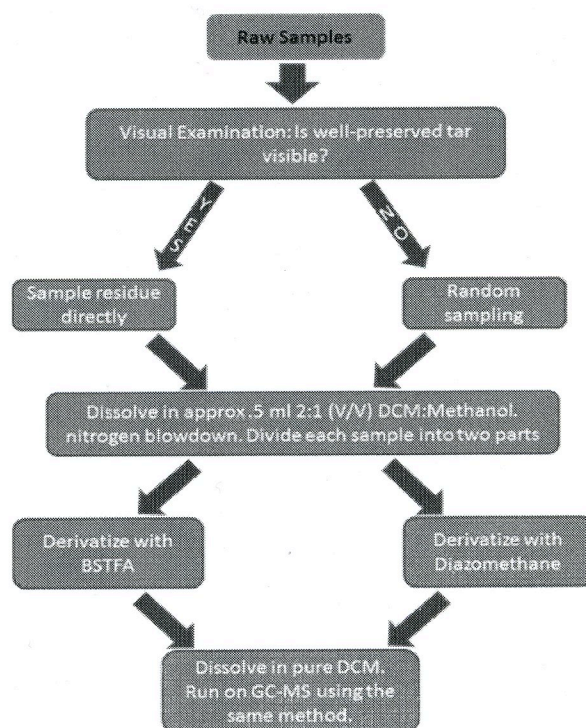 Raw Samples
Visual Examination: Is well-preserved tar
visible?
YES
NO
Sample residue
directly
Random
sampling
Dissolve in approx .5 ml 2:1 (V/V) DCM:Methanol.
nitrogen blowdown. Divide each sample into two parts
Derivatize with
BSTFA
Derivatize with
Diazomethane
Dissolve in pure DCM.
Run on GC-MS using the
same method.